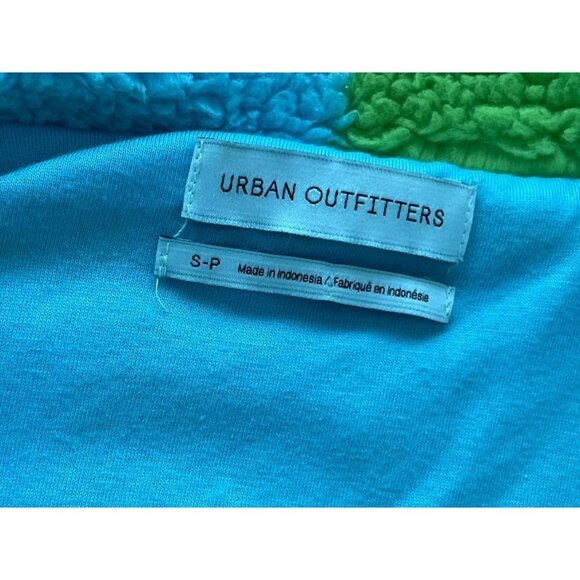 URBAN OUTFITTERS
S-P Made in Indonesia / Fabriqué en Indonésie